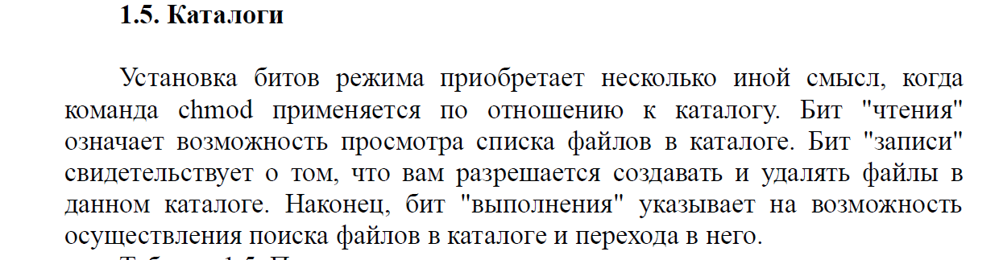 1.5. Каталоги
Установка битов режима приобретает несколько иной смысл, когда
команда chmod применяется по отношению к каталогу. Бит "чтения"
означает возможность просмотра списка файлов в каталоге. Бит "записи"
свидетельствует о том, что вам разрешается создавать и удалять файлы в
данном каталоге. Наконец, бит "выполнения" указывает на возможность
осуществления поиска файлов в каталоге и перехода в него.